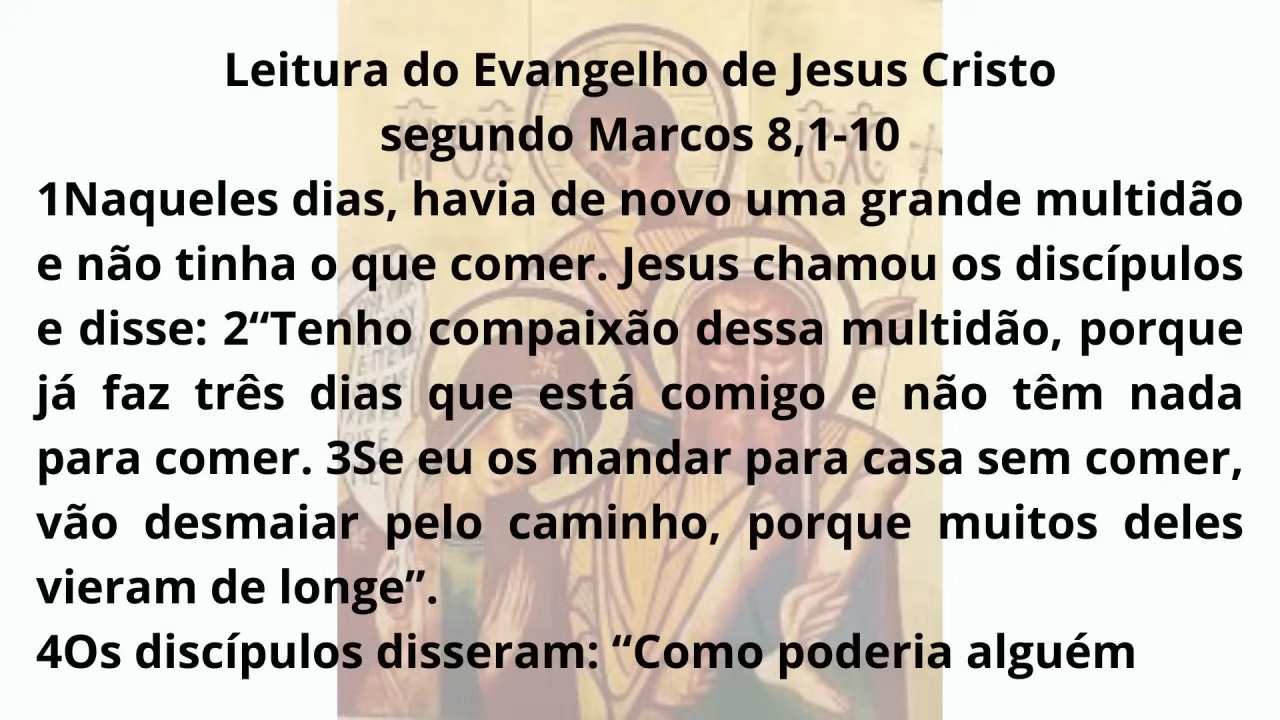 Leitura do Evangelho de Jesus Cristo
segundo Marcos 8,1-10
1Naqueles dias, havia de novo uma grande multidão
e não tinha o que comer. Jesus chamou os discípulos
e disse: 2“Tenho compaixão dessa multidão, porque
já faz três dias que está comigo e não têm nada
para comer. 3Se eu os mandar para casa sem comer,
vão desmaiar pelo caminho, porque muitos deles
vieram de longe”.
4Os discípulos disseram: “Como poderia alguém